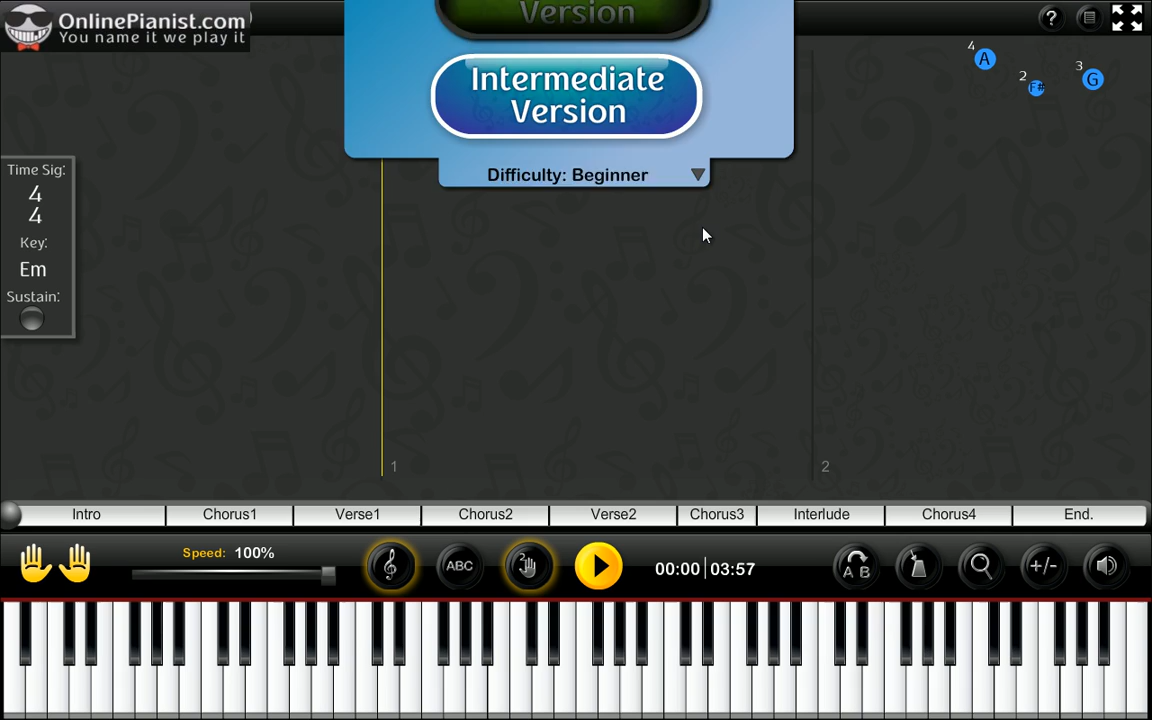 OnlinePianist.com
You name it we play it
Version
Intermediate
Version
Difficulty: Beginner
?
4
A
2
F#
3
G
Time Sig:
4
4
Key:
Em
Sustain:
1
2
Intro
Chorus1
Verse1
Chorus2
Verse2
Chorus3
Interlude
Chorus4
End.
Speed: 100%
ABC
2
00:00 | 03:57
A B
+/-